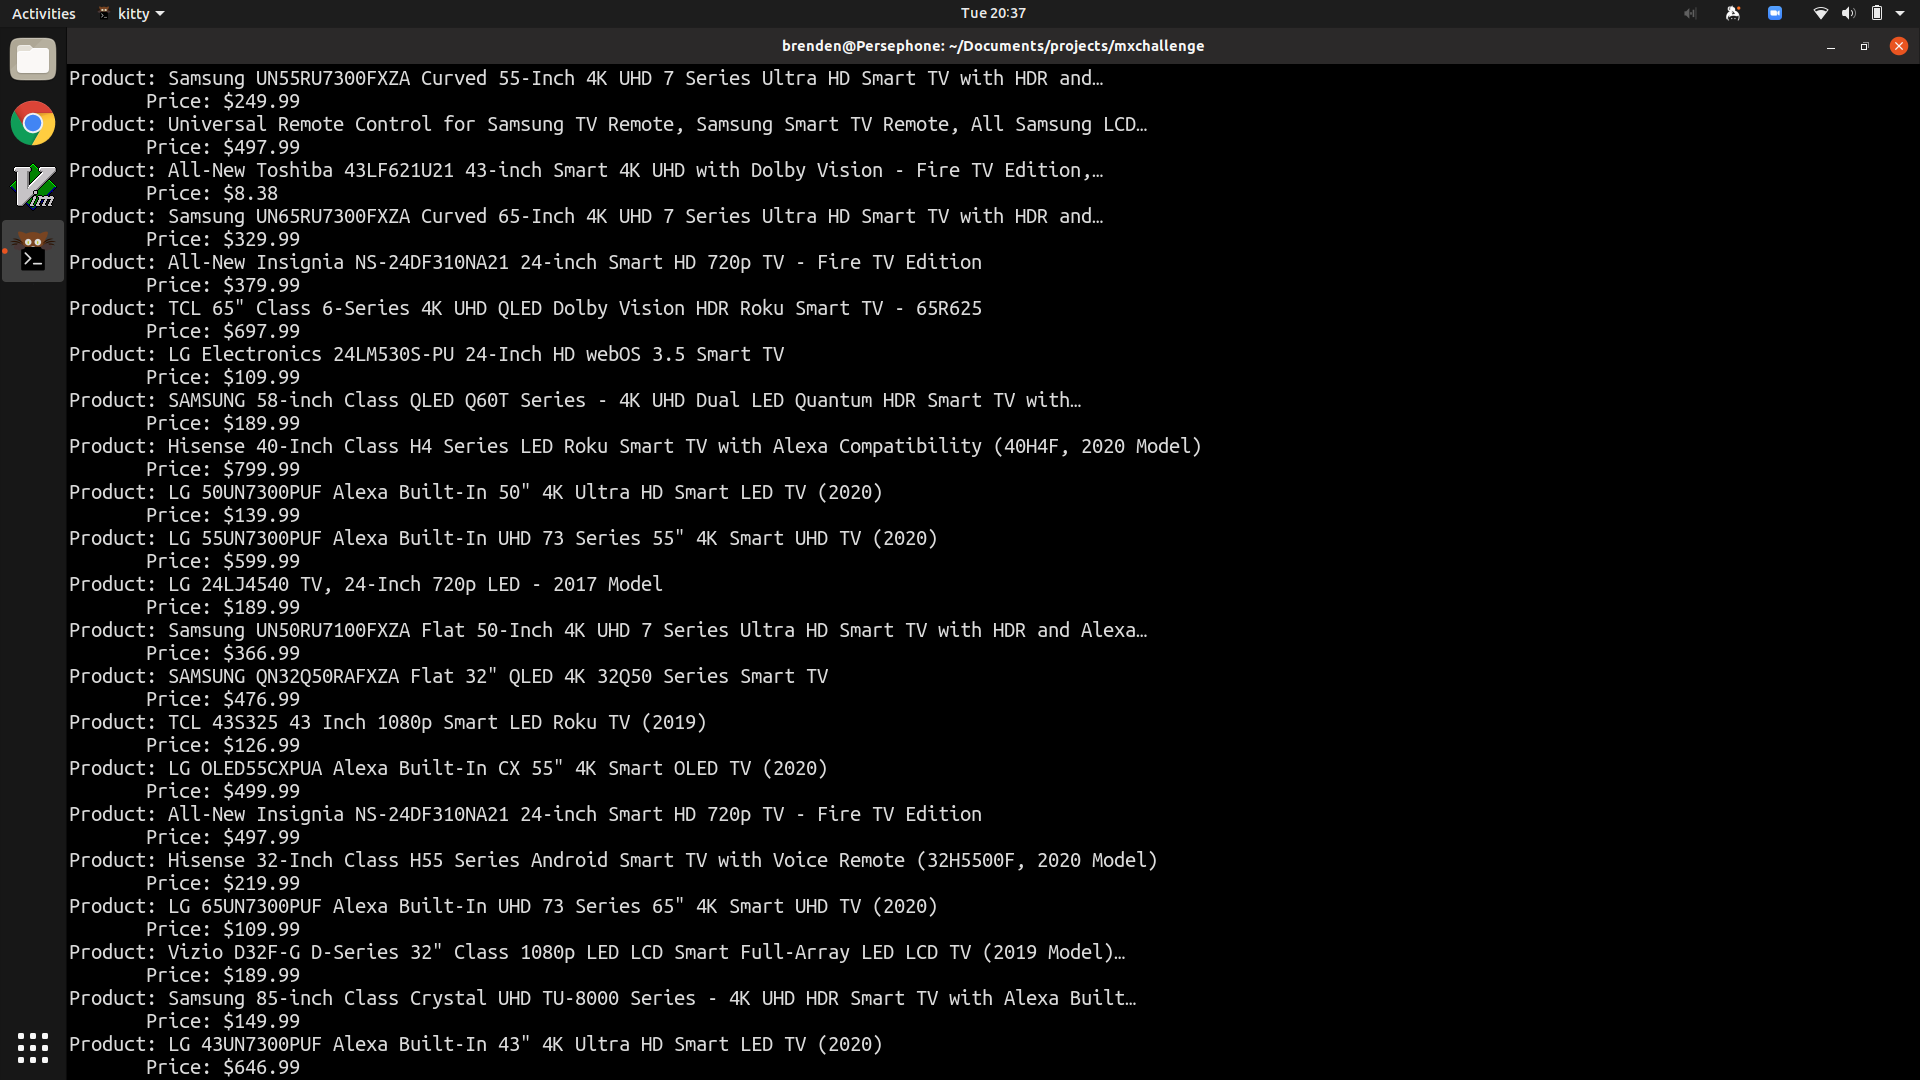 Activities kitty Tue 20:37
brenden@Persephone: ~/Documents/projects/mxchallenge
Product: Samsung UN55RU7300FXZA Curved 55-Inch 4K UHD 7 Series Ultra HD Smart TV with HDR and…
Price: $249.99
Product: Universal Remote Control for Samsung TV Remote, Samsung Smart TV Remote, All Samsung LCD…
Price: $497.99
Product: All-New Toshiba 43LF621U21 43-inch Smart 4K UHD with Dolby Vision - Fire TV Edition,…
Price: $8.38
Product: Samsung UN65RU7300FXZA Curved 65-Inch 4K UHD 7 Series Ultra HD Smart TV with HDR and…
Price: $329.99
Product: All-New Insignia NS-24DF310NA21 24-inch Smart HD 720p TV - Fire TV Edition
Price: $379.99
Product: TCL 65" Class 6-Series 4K UHD QLED Dolby Vision HDR Roku Smart TV - 65R625
Price: $697.99
Product: LG Electronics 24LM530S-PU 24-Inch HD webOS 3.5 Smart TV
Price: $109.99
Product: SAMSUNG 58-inch Class QLED Q60T Series - 4K UHD Dual LED Quantum HDR Smart TV with…
Price: $189.99
Product: Hisense 40-Inch Class H4 Series LED Roku Smart TV with Alexa Compatibility (40H4F, 2020 Model)
Price: $799.99
Product: LG 50UN7300PUF Alexa Built-In 50" 4K Ultra HD Smart LED TV (2020)
Price: $139.99
Product: LG 55UN7300PUF Alexa Built-In UHD 73 Series 55" 4K Smart UHD TV (2020)
Price: $599.99
Product: LG 24LJ4540 TV, 24-Inch 720p LED - 2017 Model
Price: $189.99
Product: Samsung UN50RU7100FXZA Flat 50-Inch 4K UHD 7 Series Ultra HD Smart TV with HDR and Alexa…
Price: $366.99
Product: SAMSUNG QN32Q50RAFXZA Flat 32" QLED 4K 32Q50 Series Smart TV
Price: $476.99
Product: TCL 43S325 43 Inch 1080p Smart LED Roku TV (2019)
Price: $126.99
Product: LG OLED55CXPUA Alexa Built-In CX 55" 4K Smart OLED TV (2020)
Price: $499.99
Product: All-New Insignia NS-24DF310NA21 24-inch Smart HD 720p TV - Fire TV Edition
Price: $497.99
Product: Hisense 32-Inch Class H55 Series Android Smart TV with Voice Remote (32H5500F, 2020 Model)
Price: $219.99
Product: LG 65UN7300PUF Alexa Built-In UHD 73 Series 65" 4K Smart UHD TV (2020)
Price: $109.99
Product: Vizio D32F-G D-Series 32" Class 1080p LED LCD Smart Full-Array LED LCD TV (2019 Model)…
Price: $189.99
Product: Samsung 85-inch Class Crystal UHD TU-8000 Series - 4K UHD HDR Smart TV with Alexa Built…
Price: $149.99
Product: LG 43UN7300PUF Alexa Built-In 43" 4K Ultra HD Smart LED TV (2020)
Price: $646.99